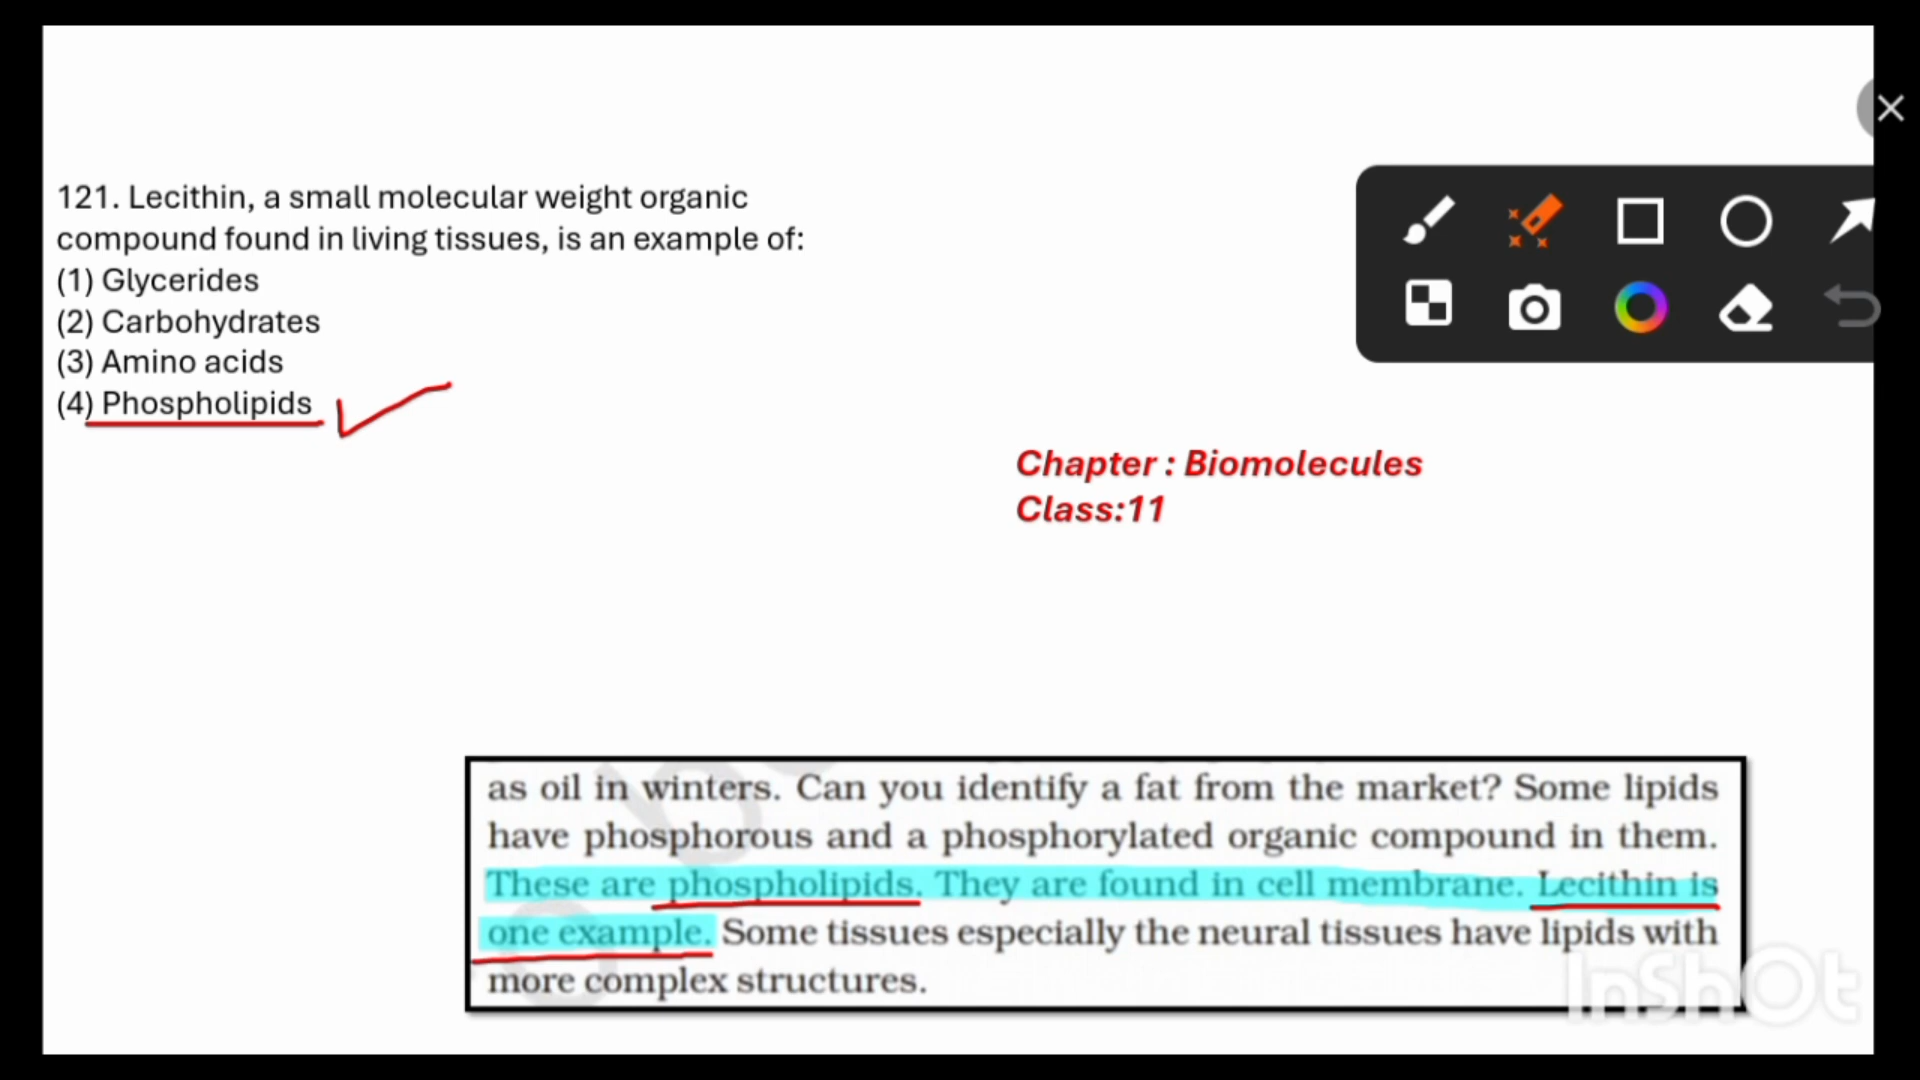 121. Lecithin, a small molecular weight organic
compound found in living tissues, is an example of:
(1) Glycerides
(2) Carbohydrates
(3) Amino acids
(4) Phospholipids
Chapter : Biomolecules
Class:11
as oil in winters. Can you identify a fat from the market? Some lipids
have phosphorous and a phosphorylated organic compound in them.
These are phospholipids. They are found in cell membrane. Lecithin is
one example. Some tissues especially the neural tissues have lipids with
more complex structures.
InShOt